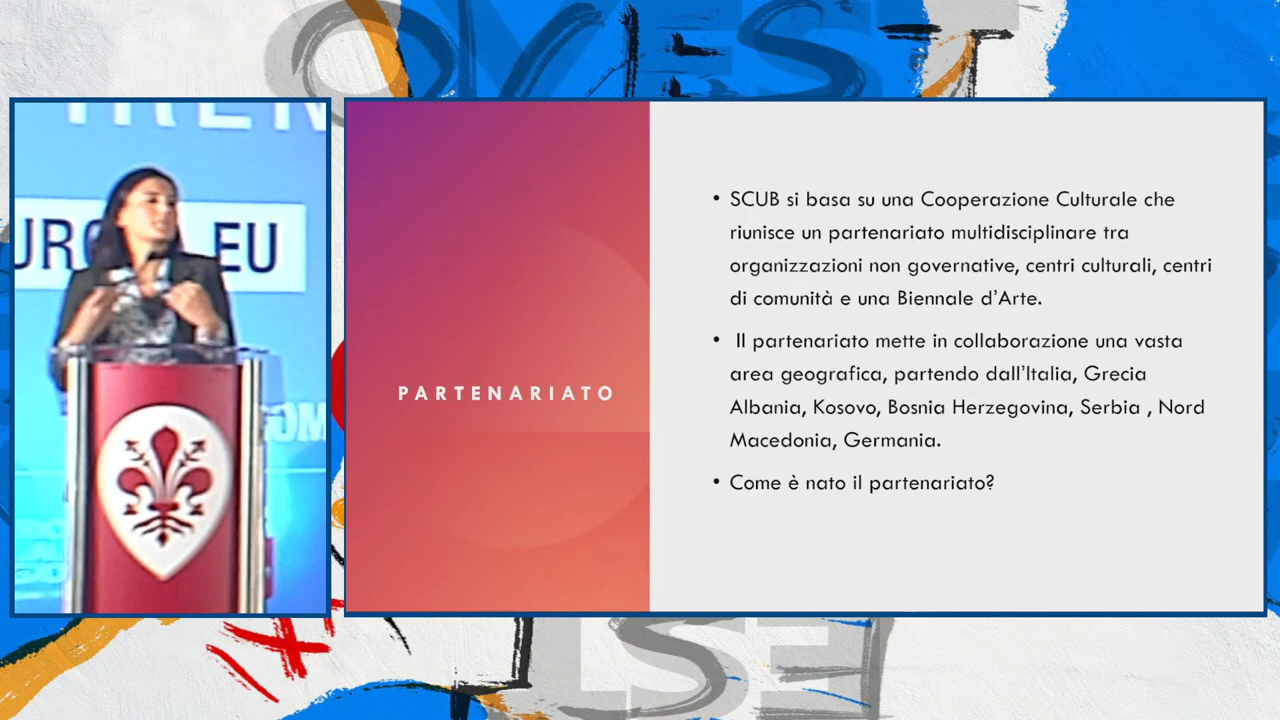 OVEST
EU
PARTENARIATO
• SCUB si basa su una Cooperazione Culturale che
riunisce un partenariato multidisciplinare tra
organizzazioni non governative, centri culturali, centri
di comunità e una Biennale d’Arte.
• Il partenariato mette in collaborazione una vasta
area geografica, partendo dall’Italia, Grecia
Albania, Kosovo, Bosnia Herzegovina, Serbia , Nord
Macedonia, Germania.
• Come è nato il partenariato?